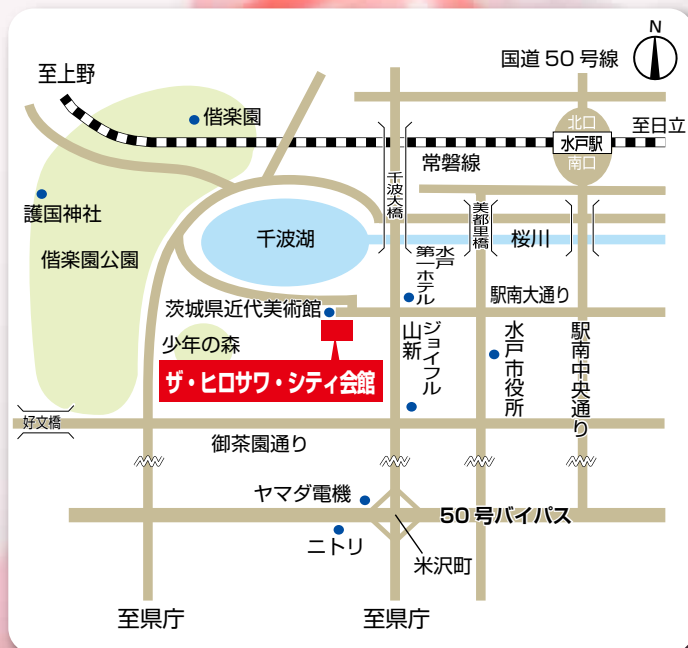 N
国道50号線
至上野
偕楽園
北口
至日立
水戸駅
常磐線
南口
千波大橋
護国神社
美都里橋
千波湖
桜川
偕楽園公園
水戸
第一ホテル
駅南大通り
茨城県近代美術館
ジョイフル
山新
水戸市役所
駅南中央通り
少年の森
ザ・ヒロサワ・シティ会館
好文橋
御茶園通り
ヤマダ電機
50号バイパス
ニトリ
米沢町
至県庁
至県庁